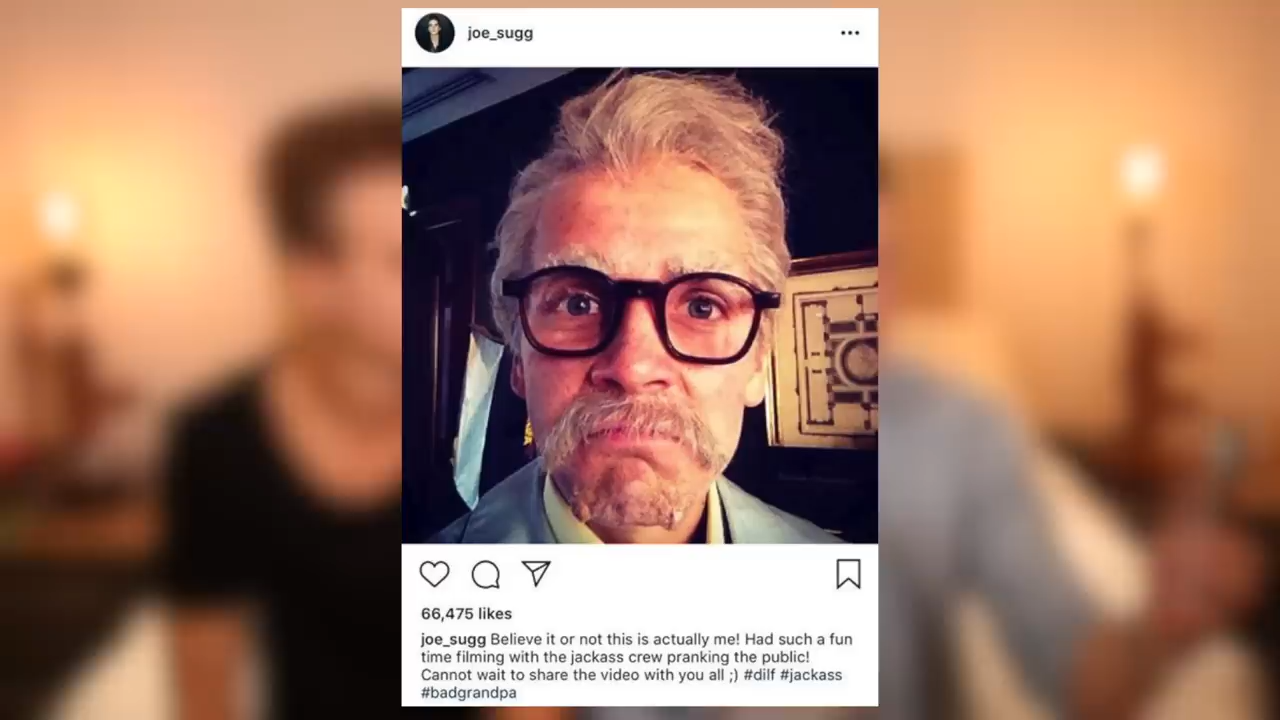 joe_sugg
66,475 likes
joe_sugg Believe it or not this is actually me! Had such a fun
time filming with the jackass crew pranking the public!
Cannot wait to share the video with you all ;) #dilf #jackass
#badgrandpa